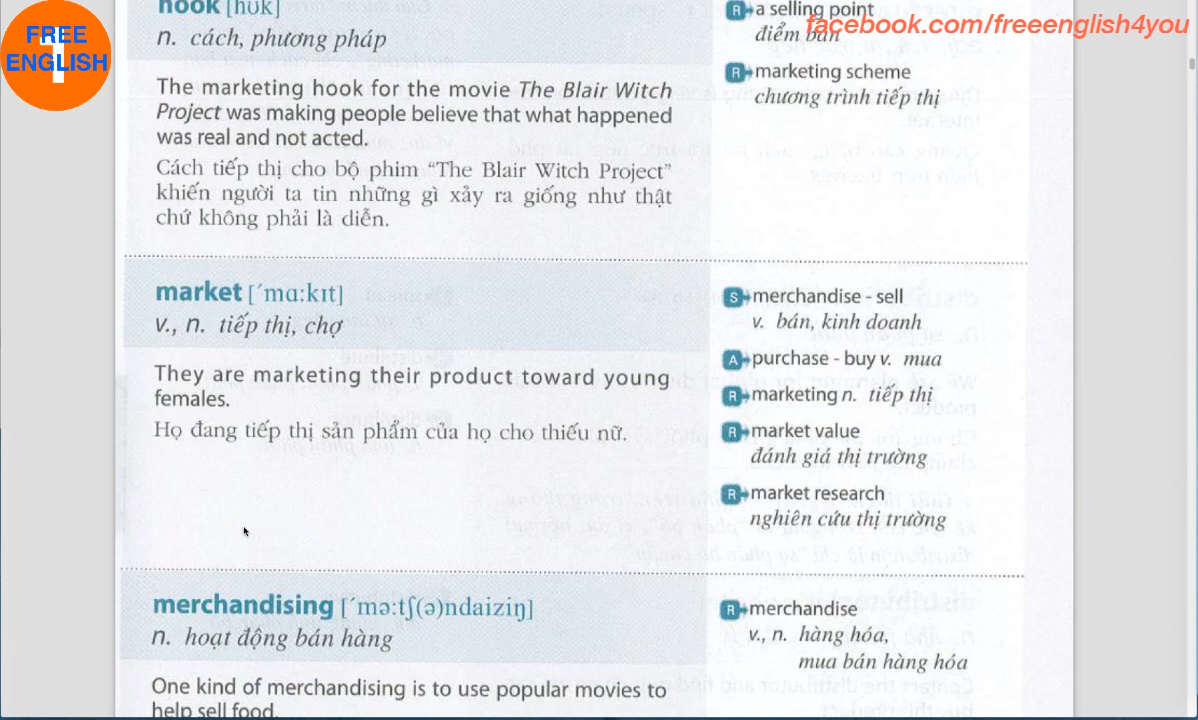 FREE
1
ENGLISH
facebook.com/freeenglish4you
hook [hʊk]
n. cách, phương pháp
The marketing hook for the movie The Blair Witch
Project was making people believe that what happened
was real and not acted.
Cách tiếp thị cho bộ phim “The Blair Witch Project”
khiến người ta tin những gì xảy ra giống như thật
chứ không phải là diễn.
R a selling point
điểm bán
R marketing scheme
chương trình tiếp thị
market [ˊmɑːkɪt]
v., n. tiếp thị, chợ
They are marketing their product toward young
females.
Họ đang tiếp thị sản phẩm của họ cho thiếu nữ.
S merchandise - sell
v. bán, kinh doanh
A purchase - buy v. mua
R marketing n. tiếp thị
R market value
đánh giá thị trường
R market research
nghiên cứu thị trường
merchandising [ˊməːtʃ(ə)ndaiziŋ]
n. hoạt động bán hàng
One kind of merchandising is to use popular movies to
help sell food.
R merchandise
v., n. hàng hóa,
mua bán hàng hóa